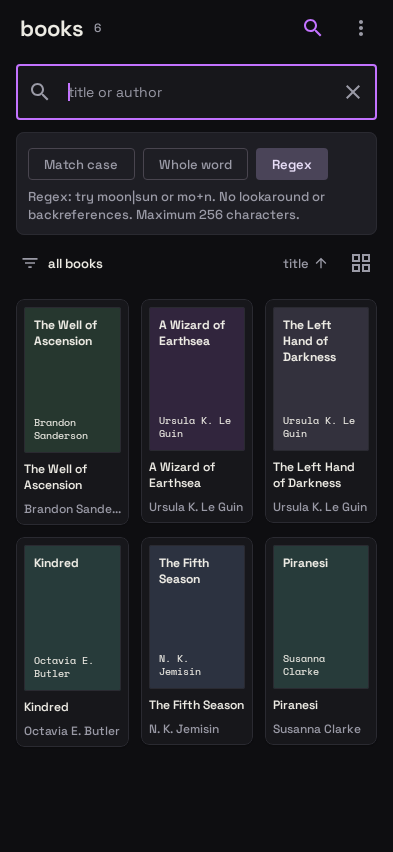 books 6
title or author
Match case Whole word Regex
Regex: try moon|sun or mo+n. No lookaround or
backreferences. Maximum 256 characters.
all books title ↑
The Well of
Ascension
Brandon
Sanderson
The Well of
Ascension
Brandon Sande...
A Wizard of
Earthsea
Ursula K. Le
Guin
A Wizard of
Earthsea
Ursula K. Le Guin
The Left
Hand of
Darkness
Ursula K. Le
Guin
The Left Hand
of Darkness
Ursula K. Le Guin
Kindred
Octavia E.
Butler
Kindred
Octavia E. Butler
The Fifth
Season
N. K.
Jemisin
The Fifth Season
N. K. Jemisin
Piranesi
Susanna
Clarke
Piranesi
Susanna Clarke